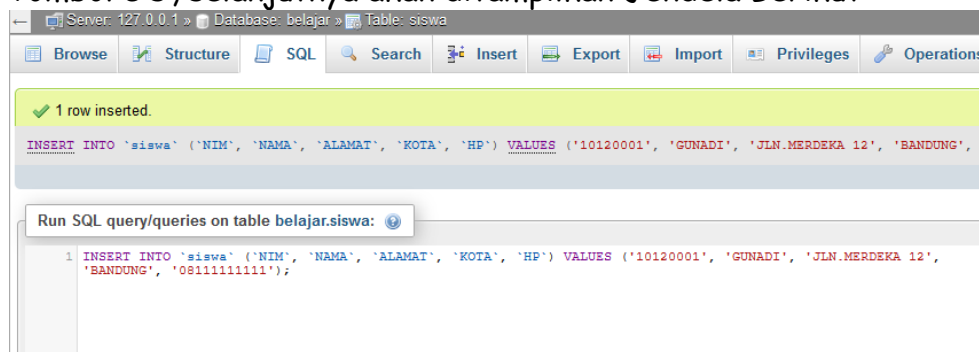 Server: 127.0.0.1 » Database: belajar » Table: siswa
Browse Structure SQL Search Insert Export Import Privileges Operations
1 row inserted.
INSERT INTO `siswa` (`NIM`, `NAMA`, `ALAMAT`, `KOTA`, `HP`) VALUES ('10120001', 'GUNADI', 'JLN.MERDEKA 12', 'BANDUNG',
Run SQL query/queries on table belajar.siswa:
1 INSERT INTO `siswa` (`NIM`, `NAMA`, `ALAMAT`, `KOTA`, `HP`) VALUES ('10120001', 'GUNADI', 'JLN.MERDEKA 12',
'BANDUNG', '08111111111');